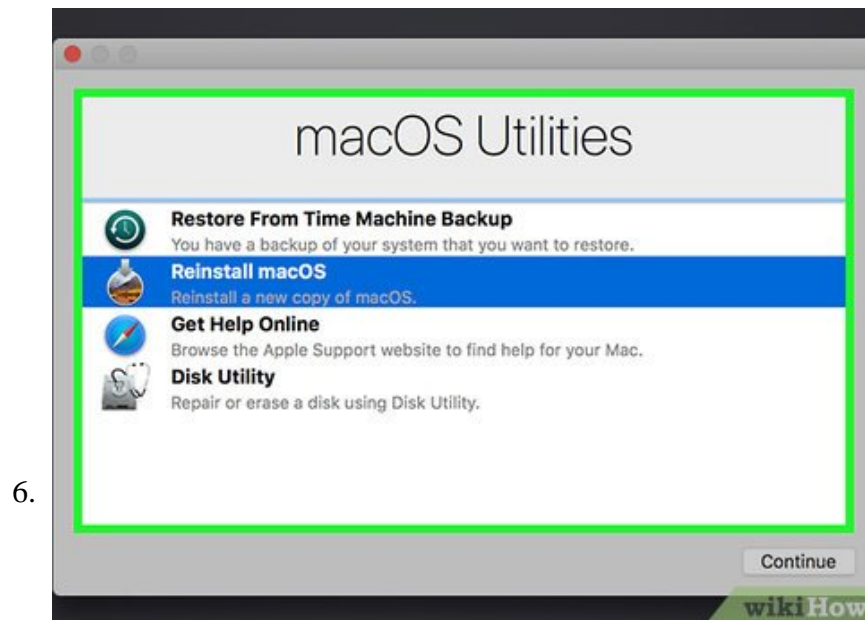 macOS Utilities
Restore From Time Machine Backup
You have a backup of your system that you want to restore.
Reinstall macOS
Reinstall a new copy of macOS.
Get Help Online
Browse the Apple Support website to find help for your Mac.
Disk Utility
Repair or erase a disk using Disk Utility.
6.
Continue
wikiHow